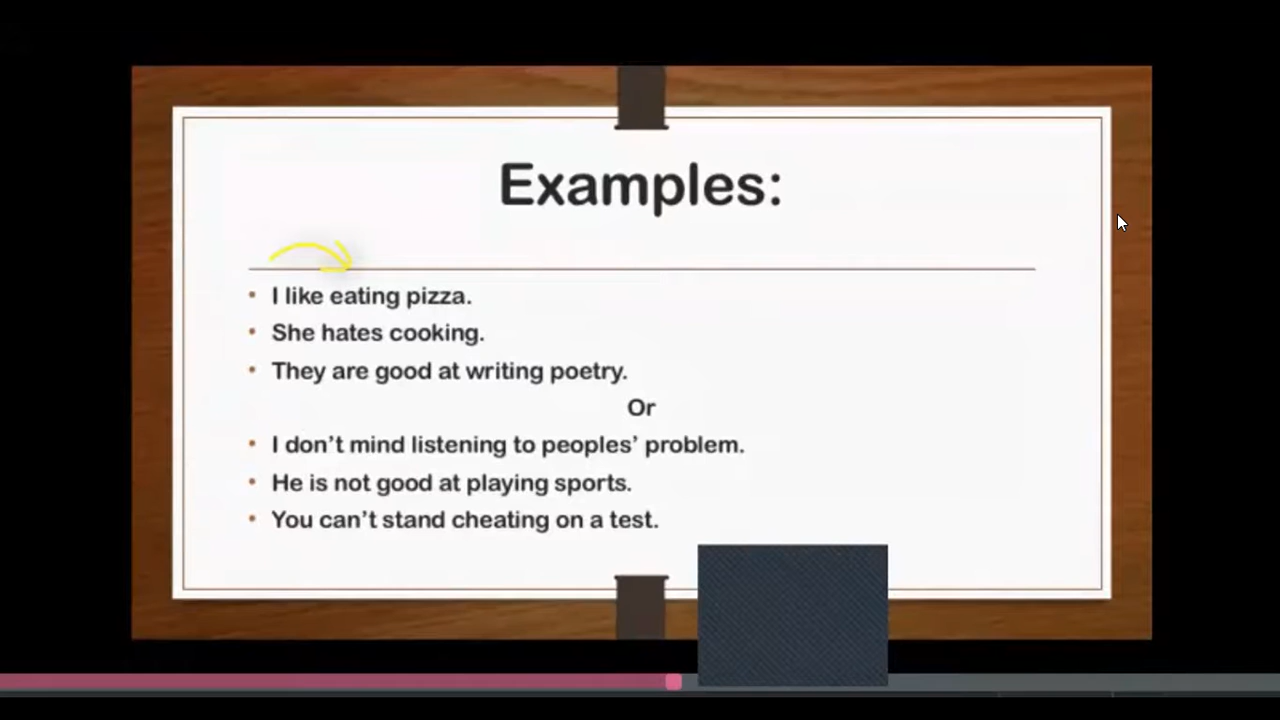 Examples:
• I like eating pizza.
• She hates cooking.
• They are good at writing poetry.
Or
• I don’t mind listening to peoples’ problem.
• He is not good at playing sports.
• You can’t stand cheating on a test.